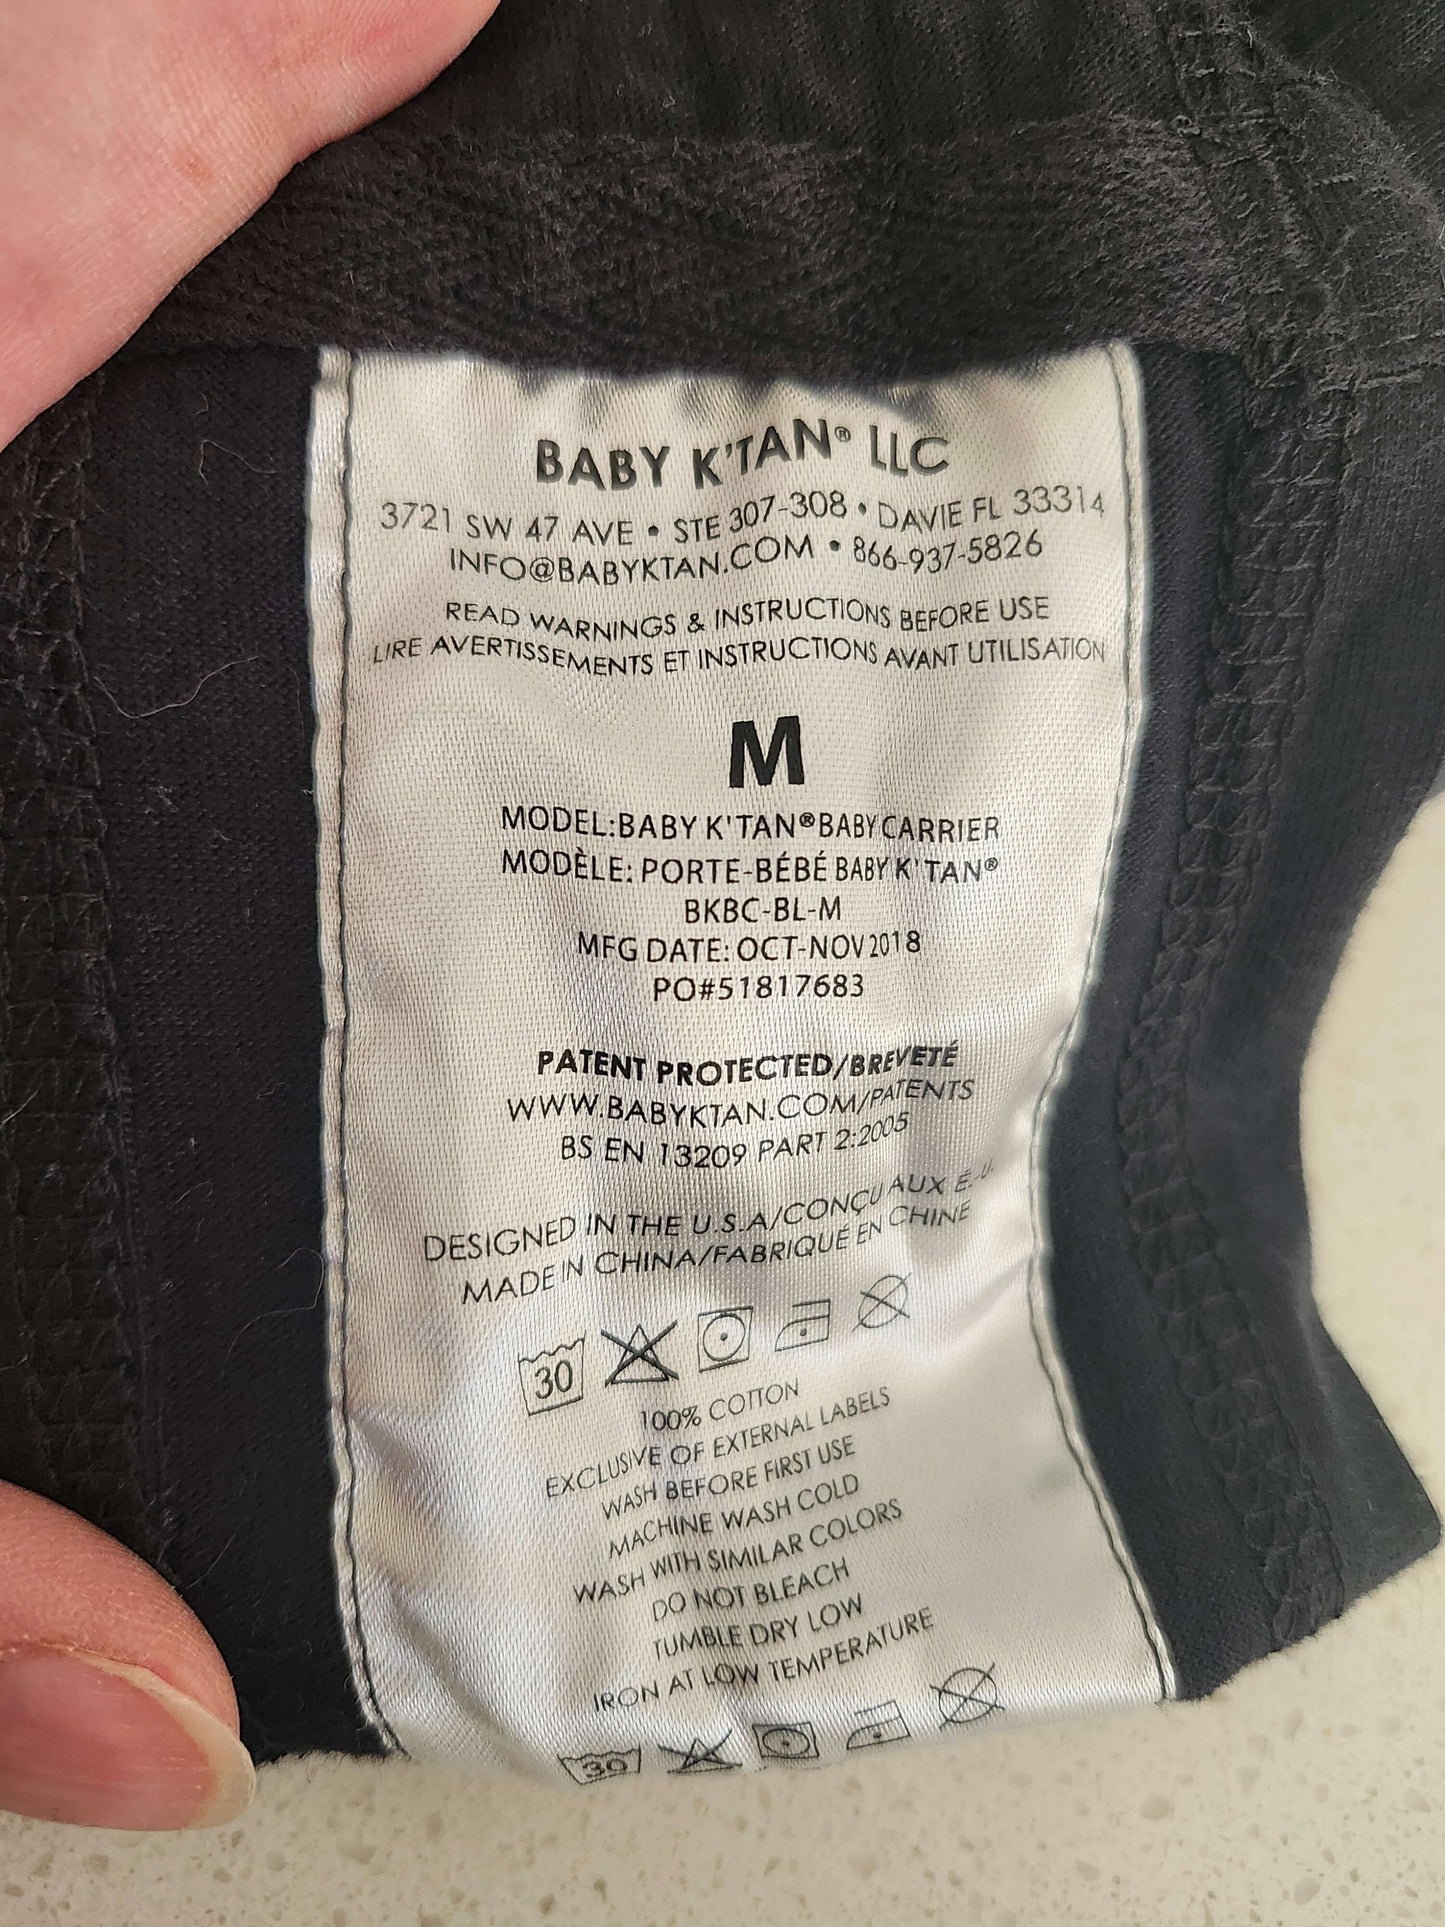 BABY K'TAN® LLC
3721 SW 47 AVE • STE 307-308 • DAVIE FL 33314
INFO@BABYKTAN.COM • 866-937-5826
READ WARNINGS & INSTRUCTIONS BEFORE USE
LIRE AVERTISSEMENTS ET INSTRUCTIONS AVANT UTILISATION
M
MODEL:BABY K'TAN®BABY CARRIER
MODÈLE: PORTE-BÉBÉ BABY K'TAN®
BKBC-BL-M
MFG DATE: OCT-NOV 2018
PO#51817683
PATENT PROTECTED/BREVETÉ
WWW.BABYKTAN.COM/PATENTS
BS EN 13209 PART 2:2005
DESIGNED IN THE U.S.A/CONÇU AUX É.-U.
MADE IN CHINA/FABRIQUÉ EN CHINE
30
100% COTTON
EXCLUSIVE OF EXTERNAL LABELS
WASH BEFORE FIRST USE
MACHINE WASH COLD
WASH WITH SIMILAR COLORS
DO NOT BLEACH
TUMBLE DRY LOW
IRON AT LOW TEMPERATURE
30